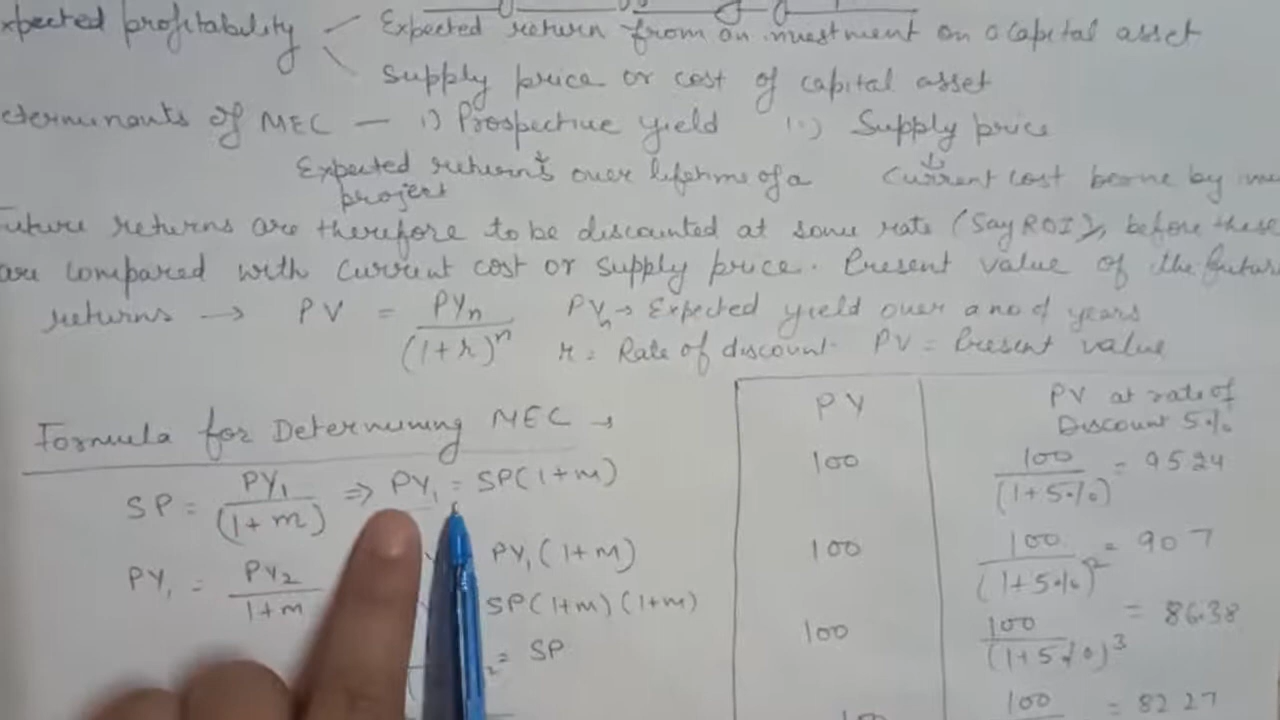 xpected profitability Expected return from an investment on a capital asset
Supply price or cost of capital asset
eterminants of MEC — i) Prospective yield ii) Supply price
Expected returns over lifetime of a Current cost borne by
project
Future returns are therefore to be discounted at some rate (Say ROI), before these
are compared with current cost or supply price. Present value of the futur
returns → PV = PYn/(1+r)^n PYn → Expected yield over a no of years
r = Rate of discount. PV = Present value
Formula for Determining MEC →
SP = PY₁/(1+m) ⇒ PY₁ = SP(1+m)
PY₁ = PY₂/1+m PY₁(1+m)
SP(1+m)(1+m)
2 = SP
PY PV at rate of
Discount 5%
100 100/(1+5%) = 95.24
100 100/(1+5%)² = 90.7
100 100/(1+5%)³ = 86.38
100 100 = 82.27